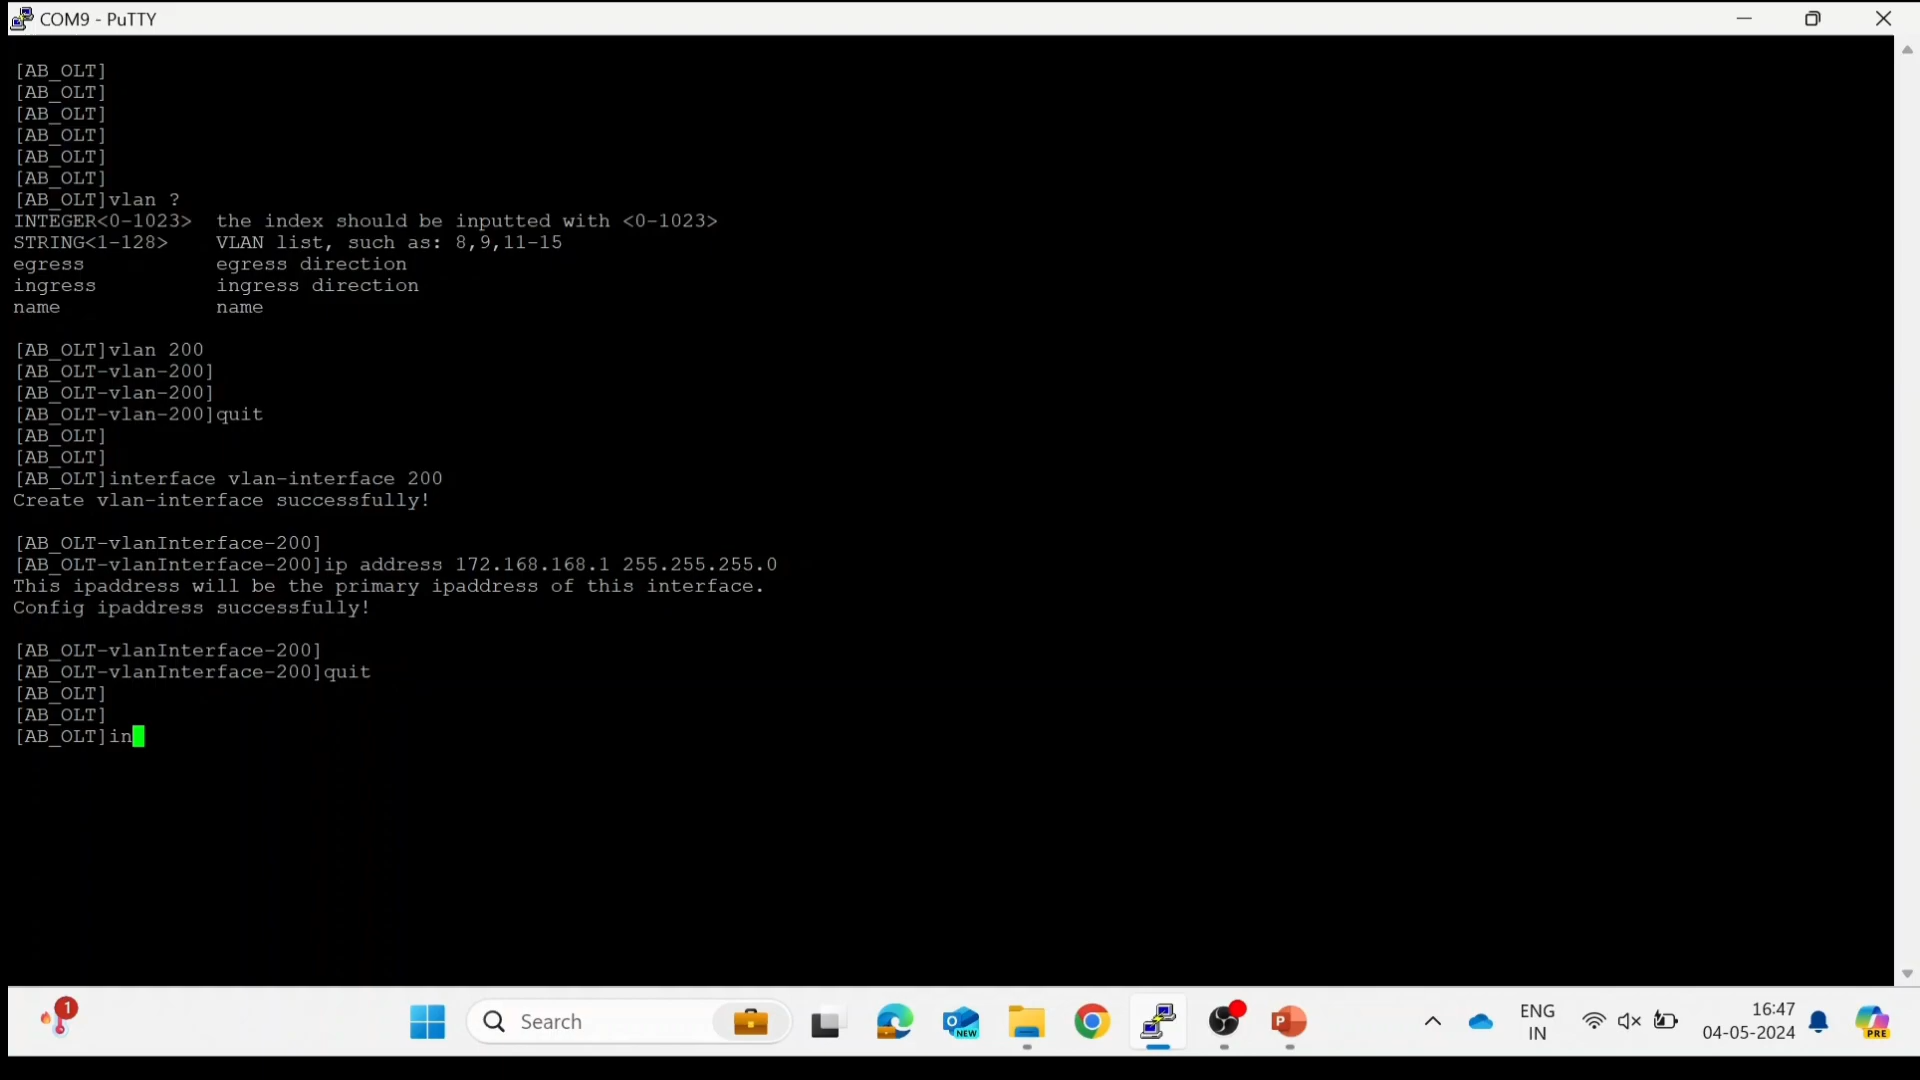 COM9 - PuTTY
[AB_OLT]
[AB_OLT]
[AB_OLT]
[AB_OLT]
[AB_OLT]
[AB_OLT]
[AB_OLT]vlan ?
INTEGER<0-1023>  the index should be inputted with <0-1023>
STRING<1-128>    VLAN list, such as: 8,9,11-15
egress           egress direction
ingress          ingress direction
name             name
[AB_OLT]vlan 200
[AB_OLT-vlan-200]
[AB_OLT-vlan-200]
[AB_OLT-vlan-200]quit
[AB_OLT]
[AB_OLT]
[AB_OLT]interface vlan-interface 200
Create vlan-interface successfully!
[AB_OLT-vlanInterface-200]
[AB_OLT-vlanInterface-200]ip address 172.168.168.1 255.255.255.0
This ipaddress will be the primary ipaddress of this interface.
Config ipaddress successfully!
[AB_OLT-vlanInterface-200]
[AB_OLT-vlanInterface-200]quit
[AB_OLT]
[AB_OLT]
[AB_OLT]in
1
Search
NEW
P
ENG
IN
16:47
04-05-2024
PRE